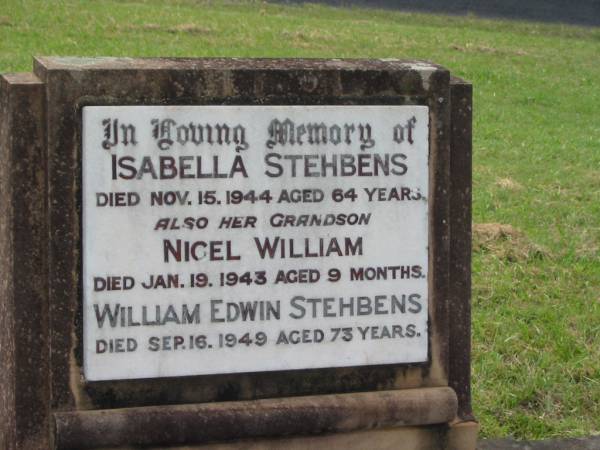 In Loving Memory of
ISABELLA STEHBENS
DIED NOV. 15. 1944 AGED 64 YEARS.
ALSO HER GRANDSON
NIGEL WILLIAM
DIED JAN. 19. 1943 AGED 9 MONTHS.
WILLIAM EDWIN STEHBENS
DIED SEP. 16. 1949 AGED 73 YEARS.